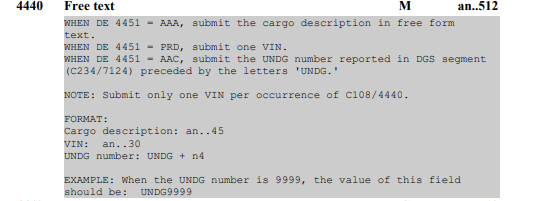 4440 Free text M an..512
WHEN DE 4451 = AAA, submit the cargo description in free form
text.
WHEN DE 4451 = PRD, submit one VIN.
WHEN DE 4451 = AAC, submit the UNDG number reported in DGS segment
(C234/7124) preceded by the letters 'UNDG.'
NOTE: Submit only one VIN per occurrence of C108/4440.
FORMAT:
Cargo description: an..45
VIN: an..30
UNDG number: UNDG + n4
EXAMPLE: When the UNDG number is 9999, the value of this field
should be: UNDG9999